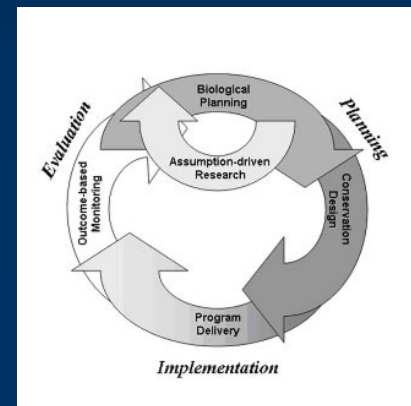 Biological
Planning
Evaluation
Planning
Assumption-driven
Research
Outcome-based
Monitoring
Conservation
Design
Program
Delivery
Implementation